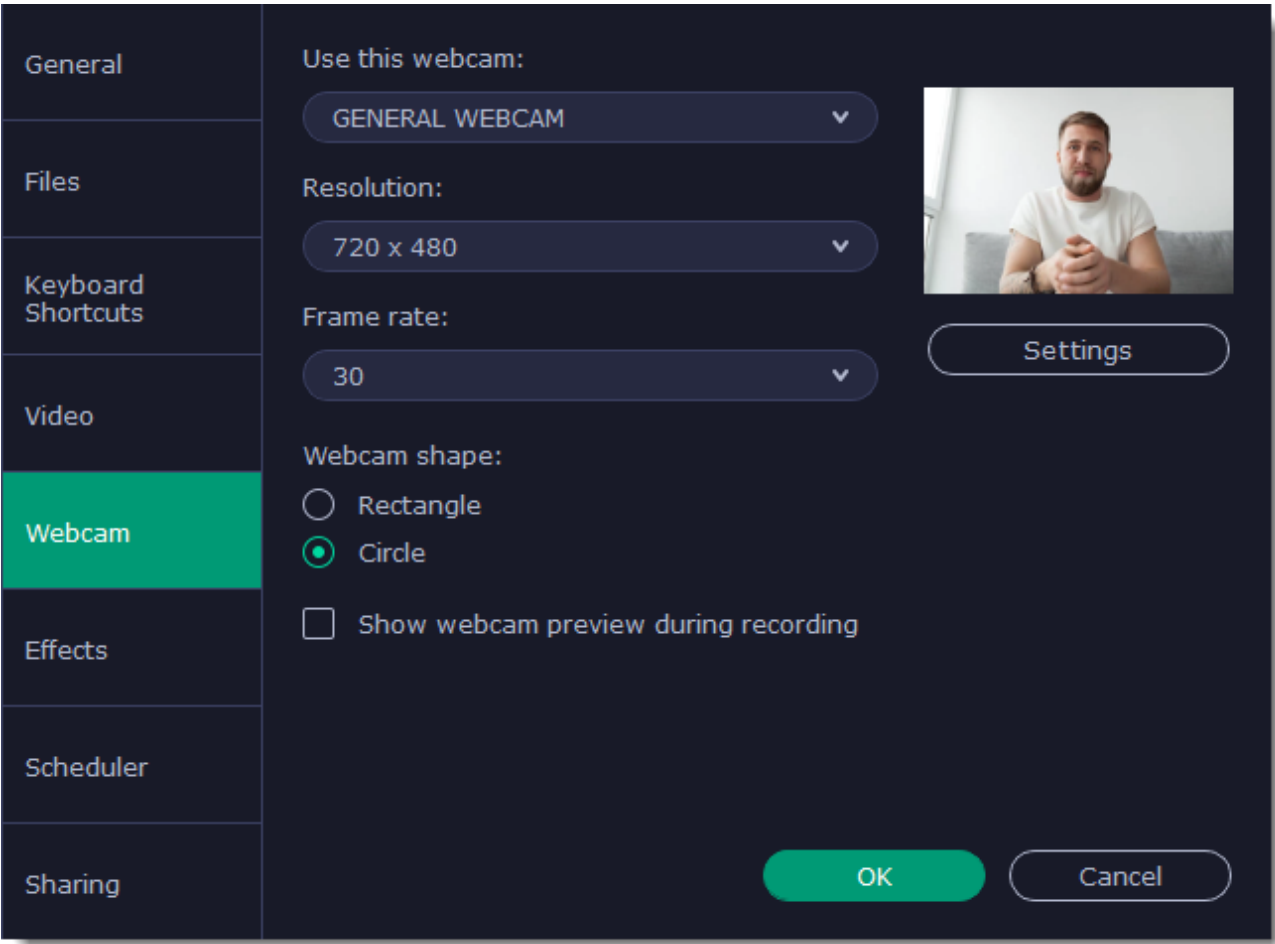 General
Files
Keyboard
Shortcuts
Video
Webcam
Effects
Scheduler
Sharing
Use this webcam:
GENERAL WEBCAM
Resolution:
720 x 480
Frame rate:
30
Webcam shape:
Rectangle
Circle
Show webcam preview during recording
Settings
OK
Cancel